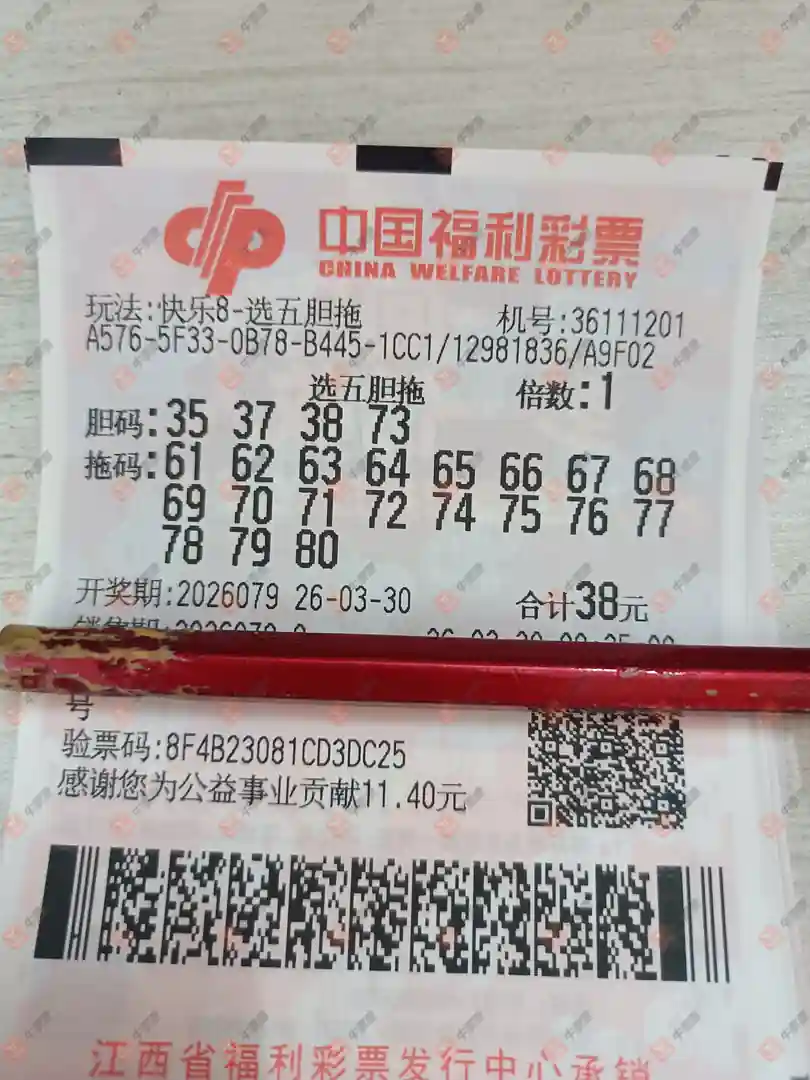 中国福利彩票
CHINA WELFARE LOTTERY
玩法:快乐8-选五胆拖 机号:36111201
A576-5F33-0B78-B445-1CC1/12981836/A9F02
选五胆拖 倍数:1
胆码:35 37 38 73
拖码:61 62 63 64 65 66 67 68
69 70 71 72 74 75 76 77
78 79 80
开奖期:2026079 26-03-30 合计38元
号
验票码:8F4B23081CD3DC25
感谢您为公益事业贡献11.40元
江西省福利彩票发行中心承销